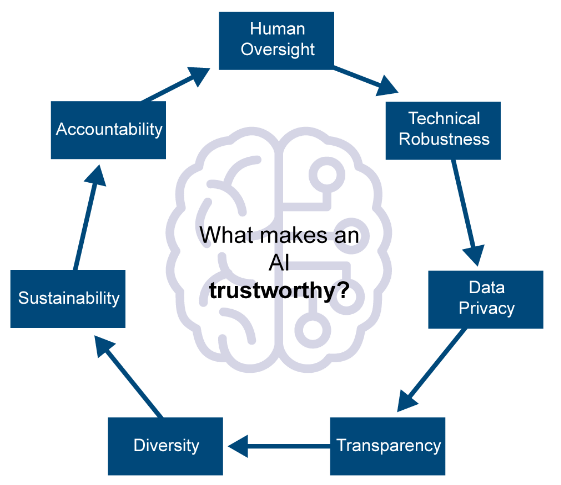 Human
Oversight
Technical
Robustness
Data
Privacy
Transparency
Diversity
Sustainability
Accountability
What makes an
AI
trustworthy?